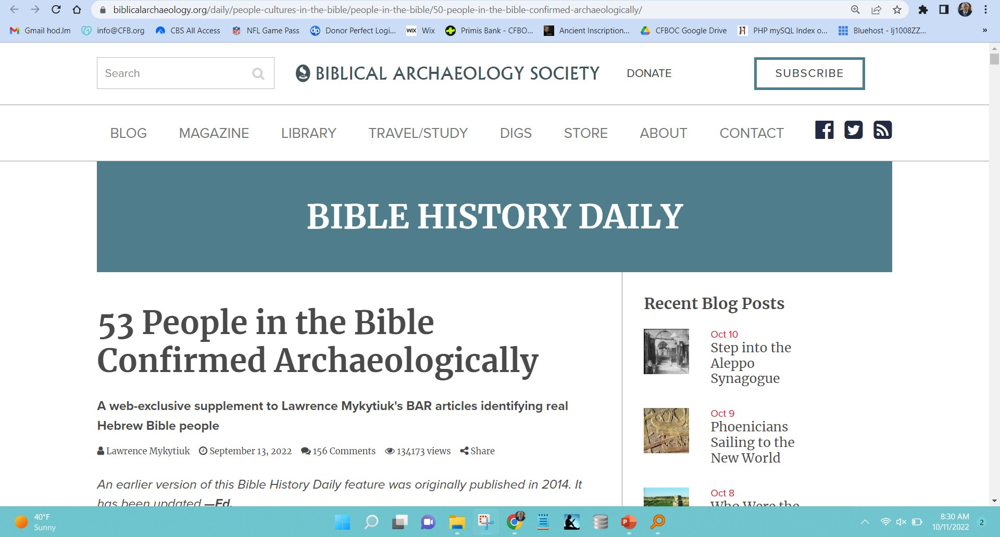 biblicalarchaeology.org/daily/people-cultures-in-the-bible/people-in-the-bible/50-people-in-the-bible-confirmed-archaeologically/
Gmail hod.lm info@CFB.org CBS All Access NFL Game Pass dp Donor Perfect Logi... WIX Wix Primis Bank - CFBO... Ancient Inscription... CFBOC Google Drive PHP mySQL Index o... Bluehost - lj1008ZZ... »
Search BIBLICAL ARCHAEOLOGY SOCIETY DONATE SUBSCRIBE
BLOG MAGAZINE LIBRARY TRAVEL/STUDY DIGS STORE ABOUT CONTACT
BIBLE HISTORY DAILY
53 People in the Bible
Confirmed Archaeologically
A web-exclusive supplement to Lawrence Mykytiuk's BAR articles identifying real
Hebrew Bible people
Lawrence Mykytiuk September 13, 2022 156 Comments 134173 views Share
An earlier version of this Bible History Daily feature was originally published in 2014. It
has been updated.—Ed.
Recent Blog Posts
Oct 10
Step into the
Aleppo
Synagogue
Oct 9
Phoenicians
Sailing to the
New World
Oct 8
Who Were the
40°F
Sunny
8:30 AM
10/11/2022
2